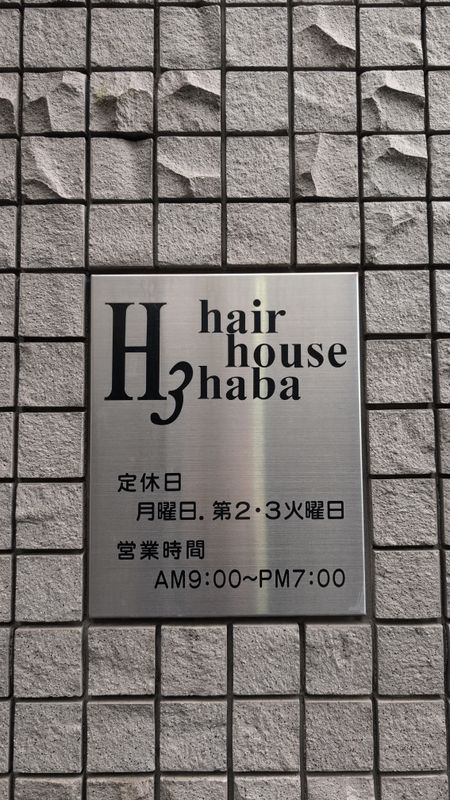 H3
hair
house
haba
定休日
月曜日.第2・3火曜日
営業時間
AM9:00~PM7:00